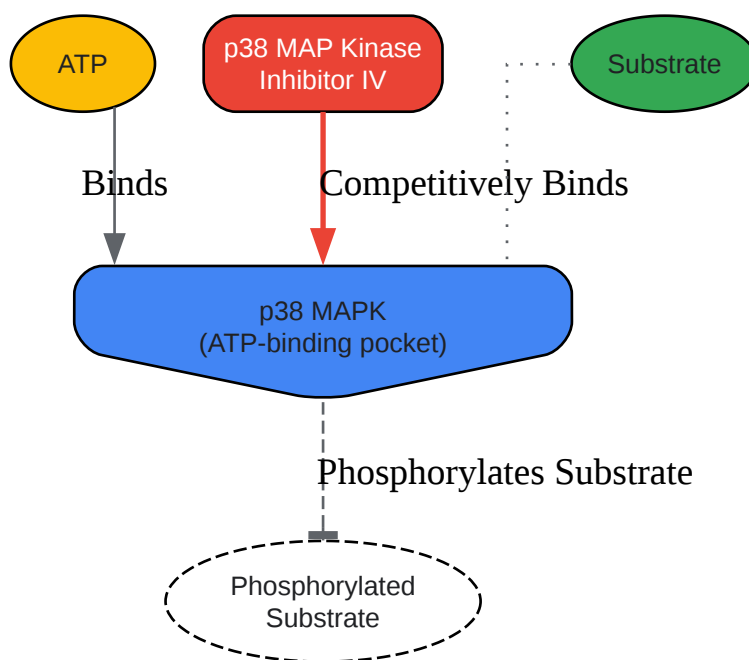 ATP
p38 MAP Kinase
Inhibitor IV
Substrate
Binds
Competitively Binds
p38 MAPK
(ATP-binding pocket)
Phosphorylates Substrate
Phosphorylated
Substrate